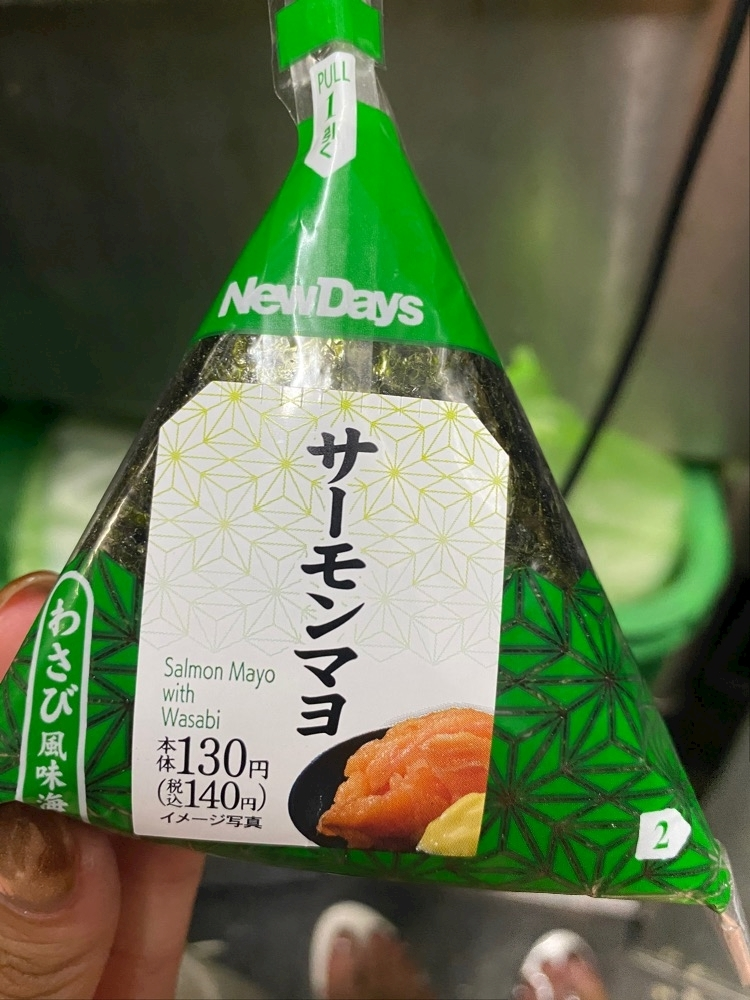 PULL
1
引く
NewDays
サーモンマヨ
わさび風味海
Salmon Mayo
with
Wasabi
本体130円
(税込140円)
イメージ写真
2